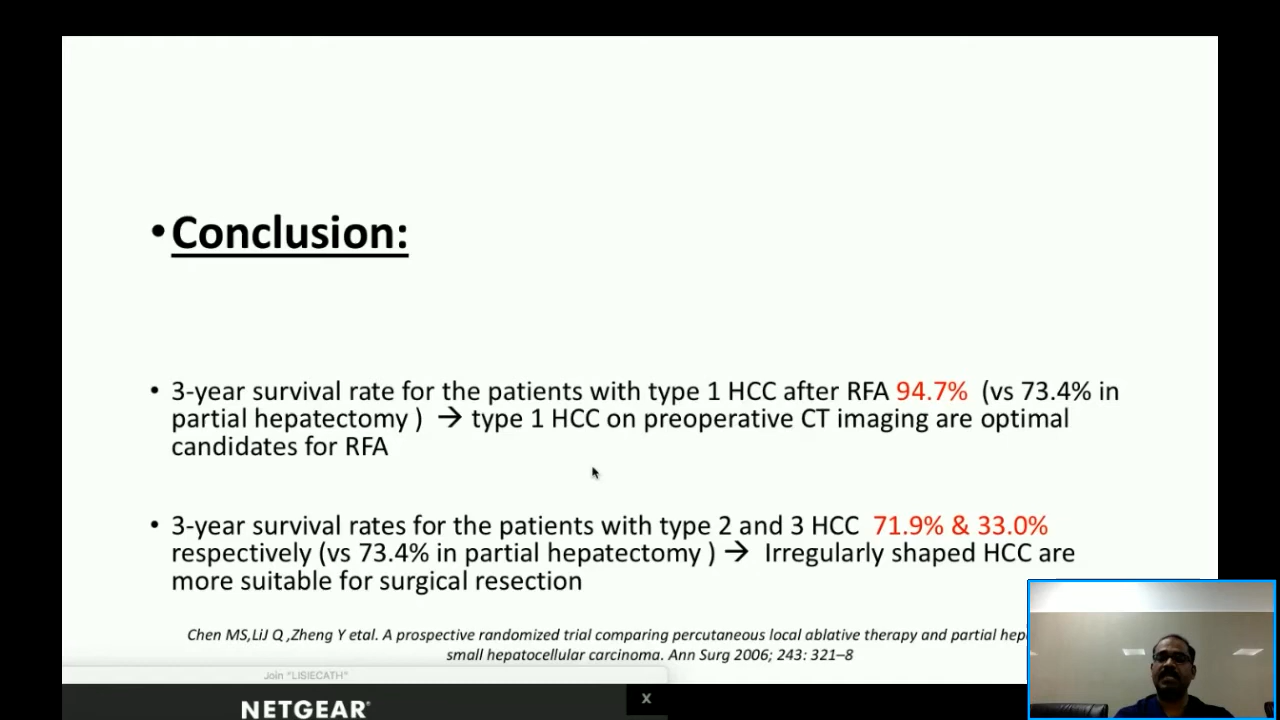 •Conclusion:
• 3-year survival rate for the patients with type 1 HCC after RFA 94.7% (vs 73.4% in
partial hepatectomy ) → type 1 HCC on preoperative CT imaging are optimal
candidates for RFA
• 3-year survival rates for the patients with type 2 and 3 HCC 71.9% & 33.0%
respectively (vs 73.4% in partial hepatectomy ) → Irregularly shaped HCC are
more suitable for surgical resection
Chen MS,LiJ Q ,Zheng Y etal. A prospective randomized trial comparing percutaneous local ablative therapy and partial
small hepatocellular carcinoma. Ann Surg 2006; 243: 321–8
Join "LISIECATH"
NETGEAR®
X